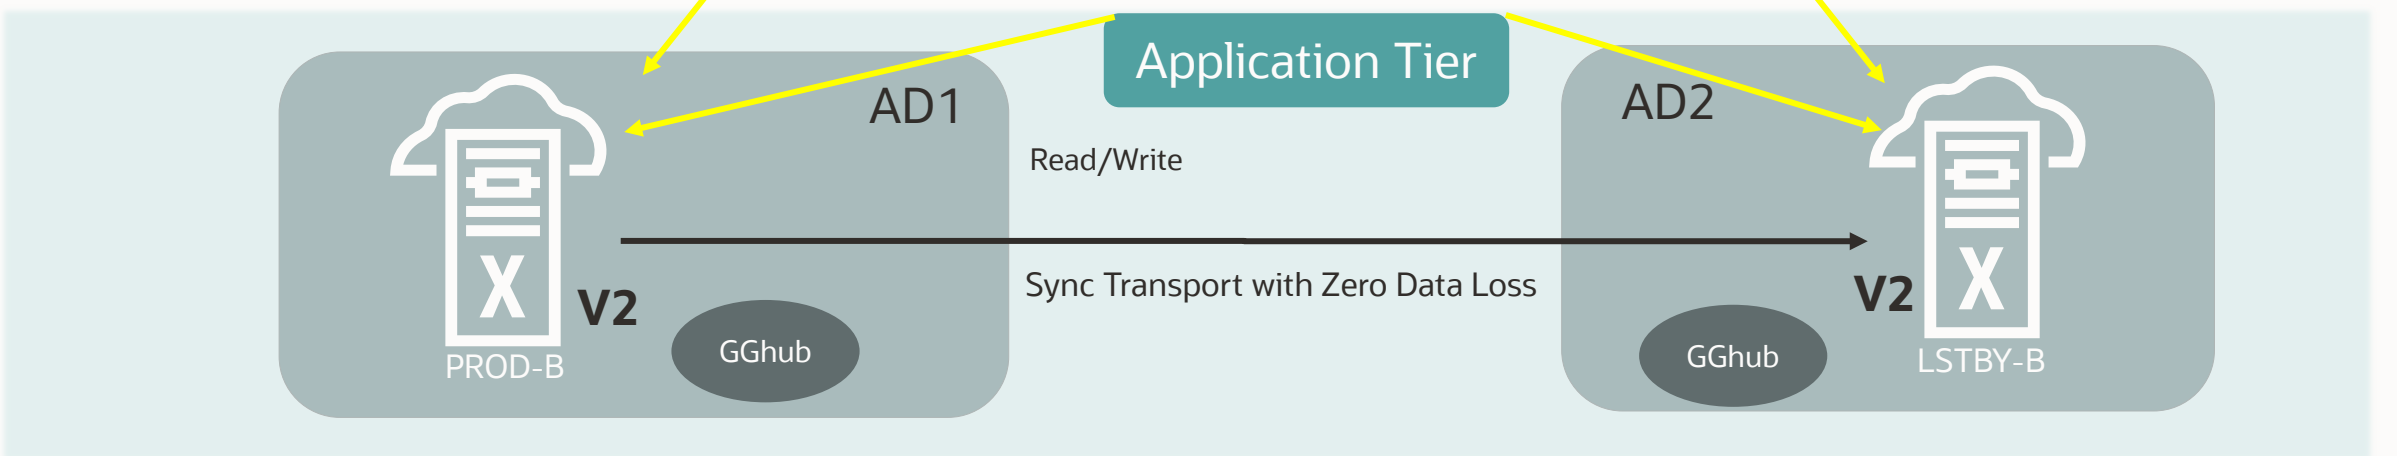 Application Tier
AD1
AD2
Read/Write
Sync Transport with Zero Data Loss
X
V2
PROD-B
GGhub
V2
X
GGhub
LSTBY-B